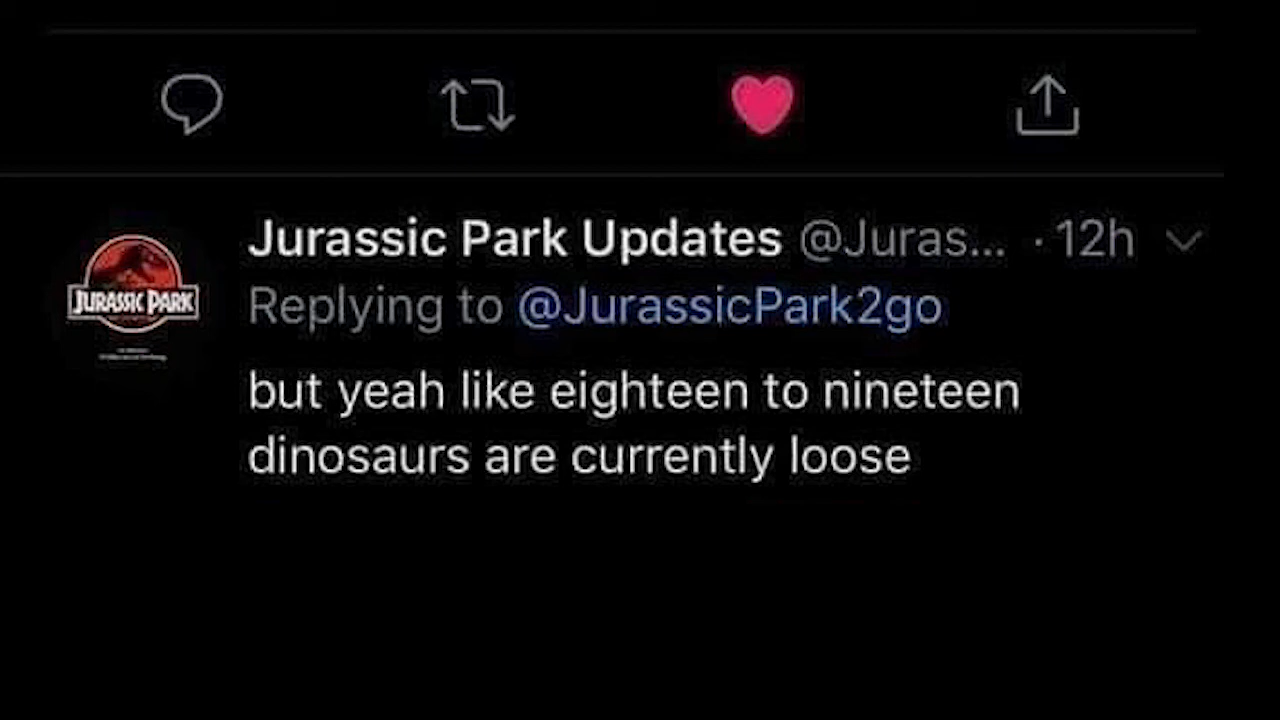 Jurassic Park Updates @Juras... · 12h
JURASSIC PARK
Replying to @JurassicPark2go
but yeah like eighteen to nineteen
dinosaurs are currently loose